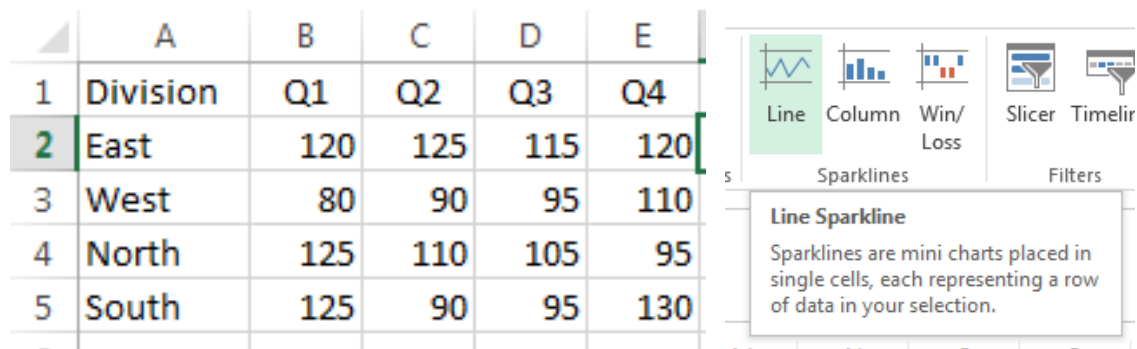 A B C D E
1 Division Q1 Q2 Q3 Q4
2 East 120 125 115 120
3 West 80 90 95 110
4 North 125 110 105 95
5 South 125 90 95 130
Line Column Win/ Slicer
Loss
Sparklines Filters
Line Sparkline
Sparklines are mini charts placed in
single cells, each representing a row
of data in your selection.